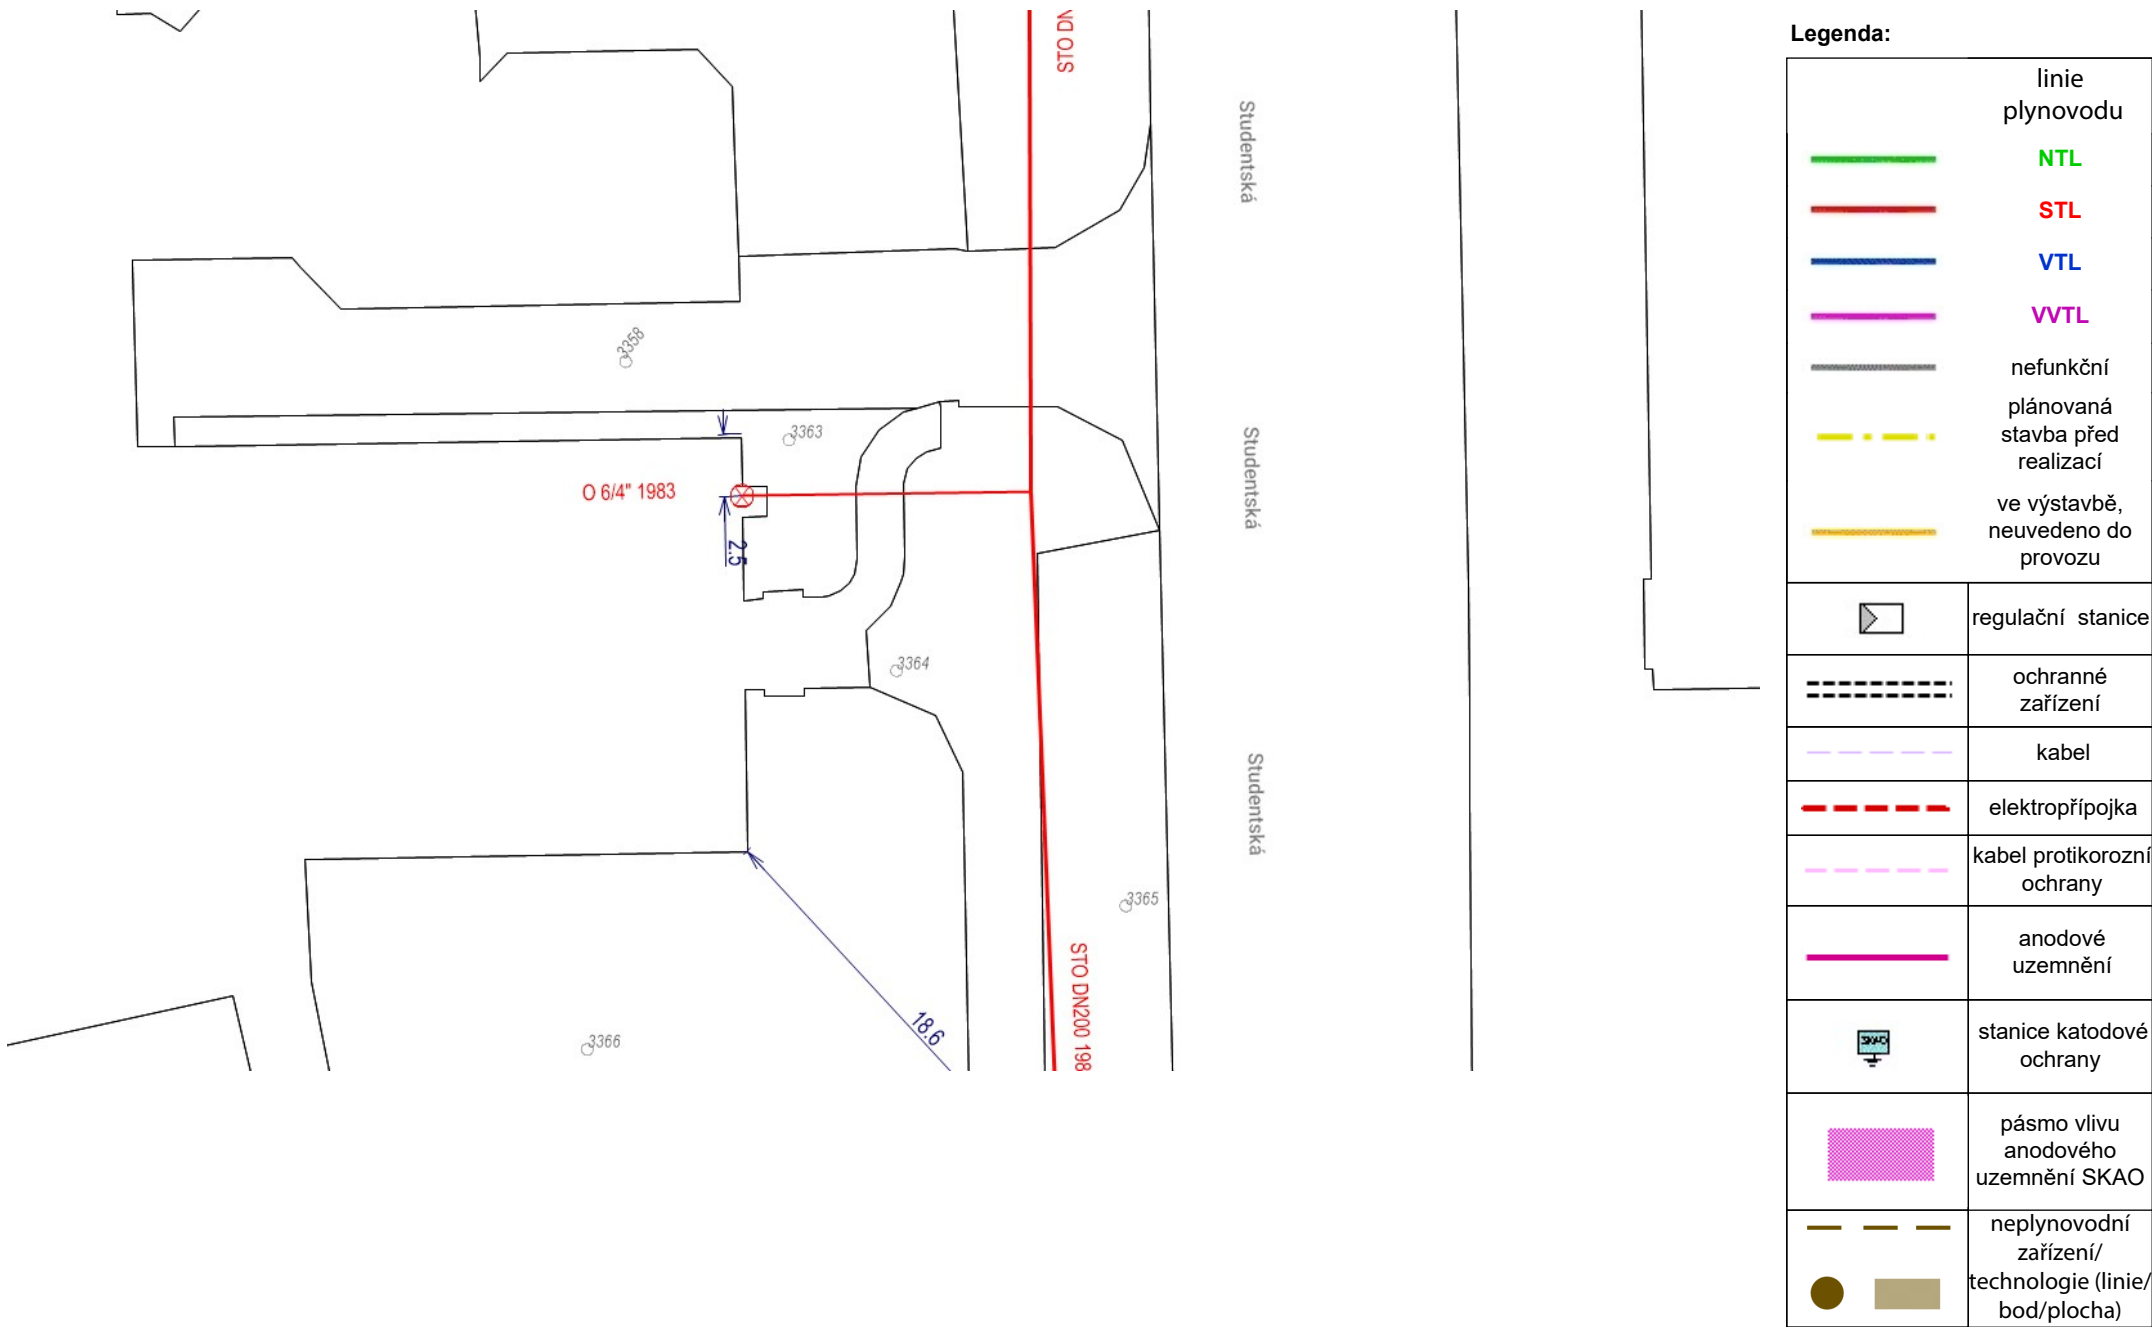 STO DN
Studentská
3358
3363
O 6/4" 1983
2.5
Studentská
3364
Studentská
3365
STO DN200 198
18.6
3366
Legenda:
linie
plynovodu
NTL
STL
VTL
VVTL
nefunkční
plánovaná
stavba před
realizací
ve výstavbě,
neuvedeno do
provozu
regulační stanice
ochranné
zařízení
kabel
elektropřípojka
kabel protikorozní
ochrany
anodové
uzemnění
SKAO
stanice katodové
ochrany
pásmo vlivu
anodového
uzemnění SKAO
neplynovodní
zařízení/
technologie (linie/
bod/plocha)